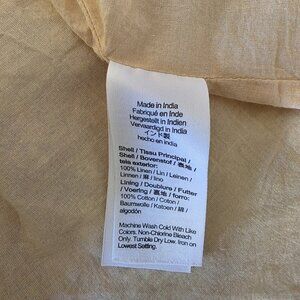 Made in India
Fabriqué en Inde
Hergestellt in Indien
Vervaardigd in India
インド製
hecho en india
Shell / Tissu Principal /
Shell / Bovenstof / 表地 /
tela exterior:
100% Linen / Lin / Leinen /
Linnen / 麻 / lino
Lining / Doublure / Futter
/ Voering / 裏地 / forro:
100% Cotton / Coton /
Baumwolle / Katoen / 綿 /
algodón
Machine Wash Cold With Like
Colors. Non-Chlorine Bleach
Only. Tumble Dry Low. Iron on
Lowest Setting.